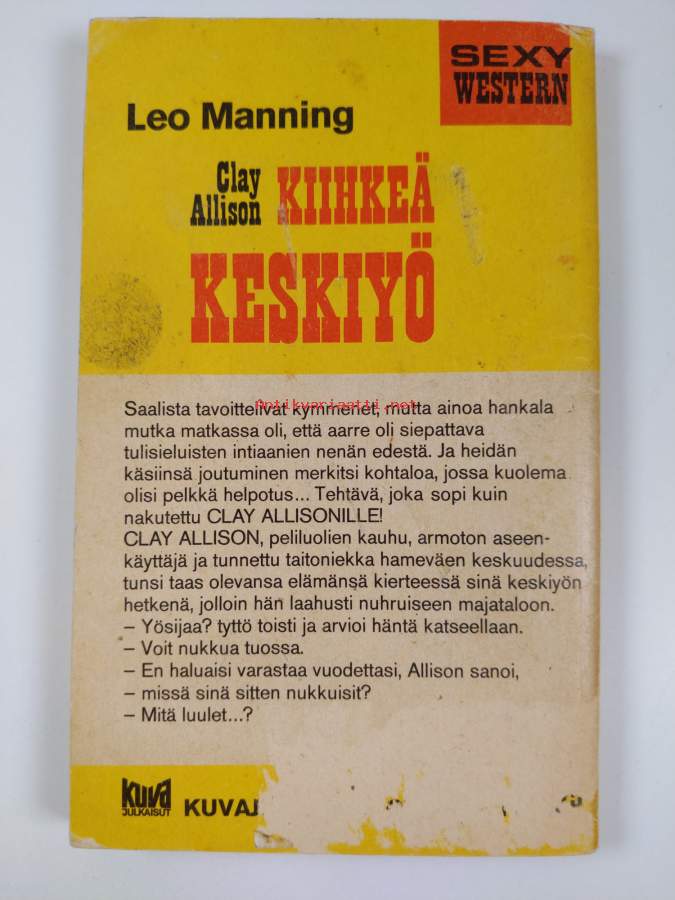 SEXY
WESTERN
Leo Manning
Clay
Allison
KIIHKEÄ
KESKIYÖ
Antikvariaatti.net
Saalista tavoittelivat kymmenet, mutta ainoa hankala
mutka matkassa oli, että aarre oli siepattava
tulisieluisten intiaanien nenän edestä. Ja heidän
käsiinsä joutuminen merkitsi kohtaloa, jossa kuolema
olisi pelkkä helpotus... Tehtävä, joka sopi kuin
nakutettu CLAY ALLISONILLE!
CLAY ALLISON, peliluolien kauhu, armoton aseen-
käyttäjä ja tunnettu taitoniekka hameväen keskuudessa,
tunsi taas olevansa elämänsä kierteessä sinä keskiyön
hetkenä, jolloin hän laahusti nuhruiseen majataloon.
– Yösijaa? tyttö toisti ja arvioi häntä katseellaan.
– Voit nukkua tuossa.
– En haluaisi varastaa vuodettasi, Allison sanoi,
– missä sinä sitten nukkuisit?
– Mitä luulet...?
kuva
JULKAISUT
KUVAJ